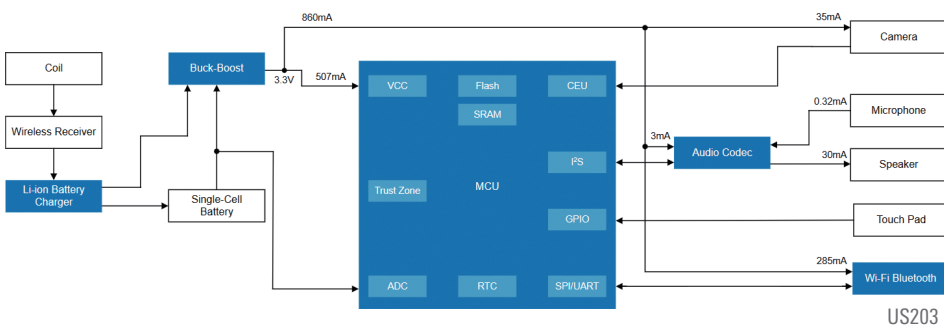 860mA
35mA
Camera
Coil
Buck-Boost
3.3V
507mA
VCC
Flash
CEU
SRAM
0.32mA
Microphone
Wireless Receiver
3mA
Audio Codec
30mA
Speaker
I²S
MCU
Trust Zone
Li-ion Battery
Charger
Single-Cell
Battery
GPIO
Touch Pad
285mA
Wi-Fi Bluetooth
ADC
RTC
SPI/UART
US203